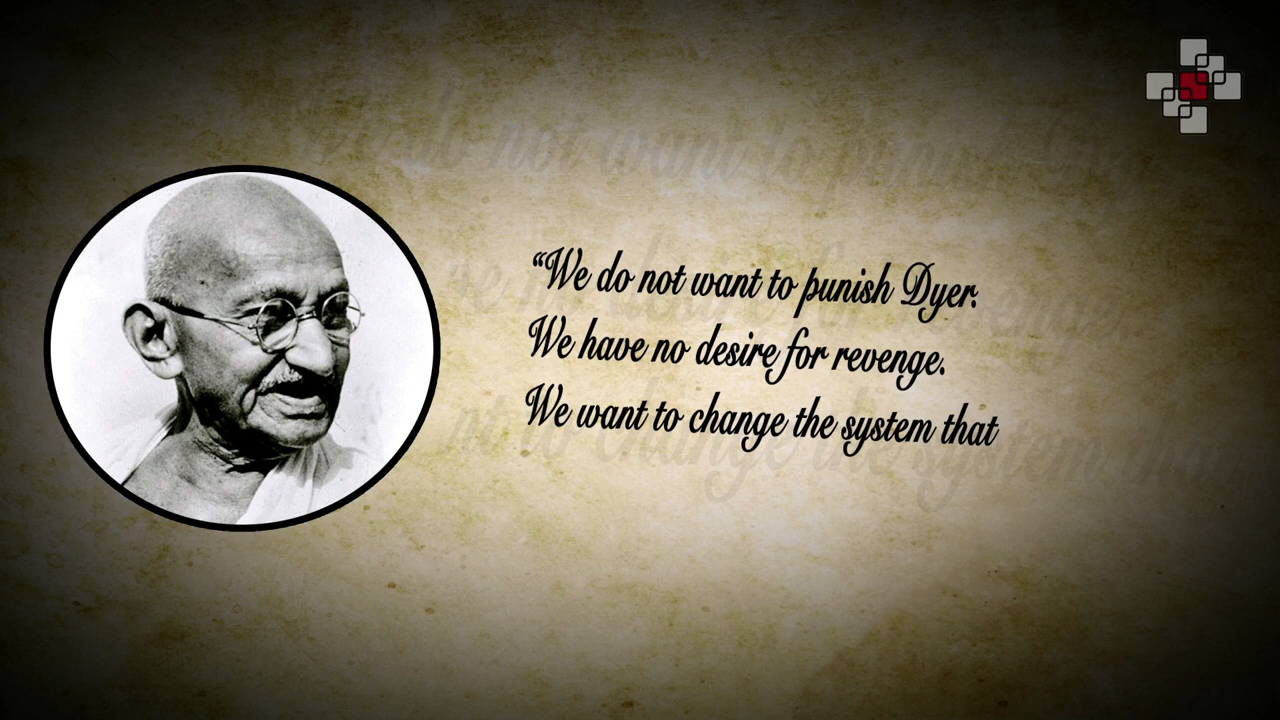 “We do not want to punish Dyer.
We have no desire for revenge.
We want to change the system that